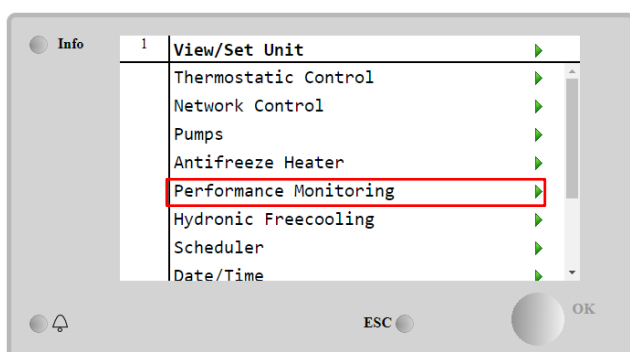 Info
1 View/Set Unit
Thermostatic Control
Network Control
Pumps
Antifreeze Heater
Performance Monitoring
Hydronic Freecooling
Scheduler
Date/Time
ESC
OK